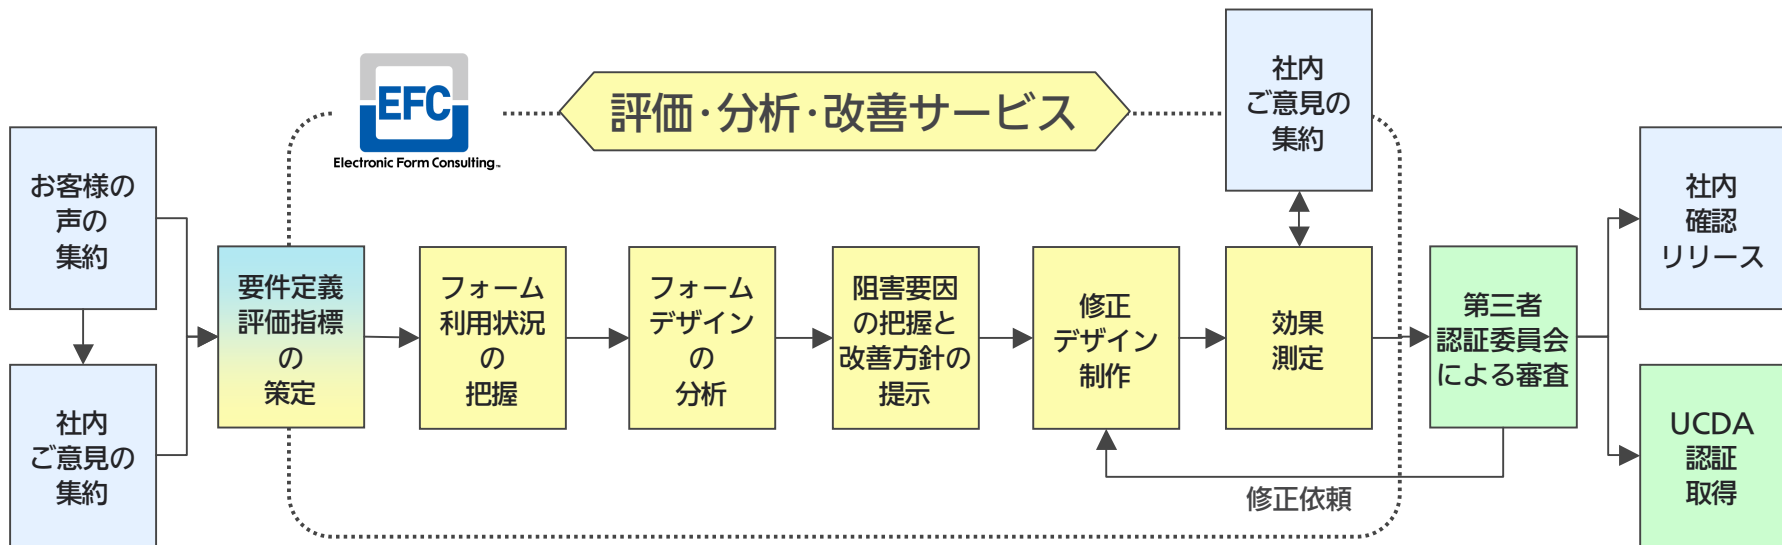 EFC
Electronic Form Consulting™
評価・分析・改善サービス
お客様の
声の
集約
社内
ご意見の
集約
要件定義
評価指標
の
策定
フォーム
利用状況
の
把握
フォーム
デザイン
の
分析
阻害要因
の把握と
改善方針の
提示
修正
デザイン
制作
効果
測定
社内
ご意見の
集約
第三者
認証委員会
による審査
修正依頼
社内
確認
リリース
UCDA
認証
取得